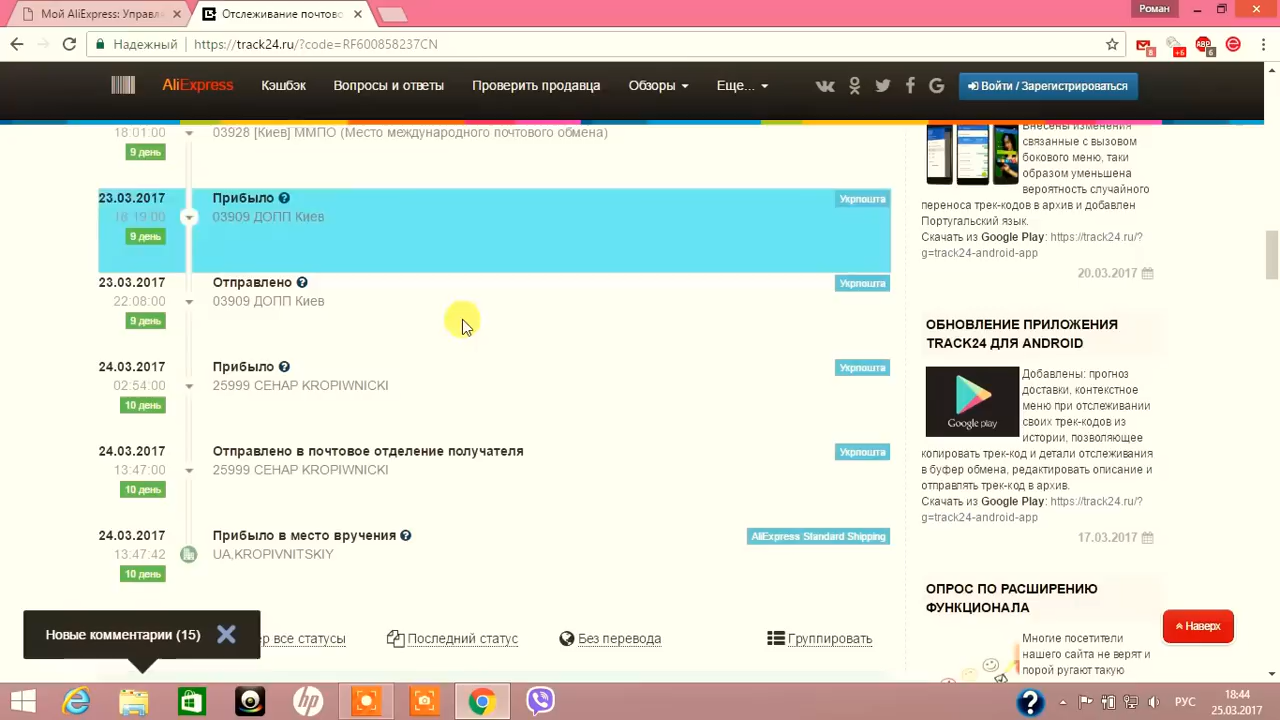 Мой AliExpress: Управл
Отслеживание почтово
Роман
Надежный
https://track24.ru/?code=RF600858237CN
8
+6
ABP
6
AliExpress
Кэшбэк
Вопросы и ответы
Проверить продавца
Обзоры
Еще...
Войти / Зарегистрироваться
18:01:00
03928 [Киев] ММПО (Место международного почтового обмена)
9 день
23.03.2017
Прибыло
Укрпошта
18:19:00
03909 ДОПП Киев
9 день
23.03.2017
Отправлено
Укрпошта
22:08:00
03909 ДОПП Киев
9 день
24.03.2017
Прибыло
Укрпошта
02:54:00
25999 CEHAP KROPIWNICKI
10 день
24.03.2017
Отправлено в почтовое отделение получателя
Укрпошта
13:47:00
25999 CEHAP KROPIWNICKI
10 день
24.03.2017
Прибыло в место вручения
AliExpress Standard Shipping
13:47:42
UA,KROPIVNITSKIY
10 день
Новые комментарии (15)
ер все статусы
Последний статус
Без перевода
Группировать
Внесены изменения
связанные с вызовом
бокового меню, таки
образом уменьшена
вероятность случайного
переноса трек-кодов в архив и добавлен
Португальский язык.
Скачать из Google Play: https://track24.ru/?
g=track24-android-app
20.03.2017
ОБНОВЛЕНИЕ ПРИЛОЖЕНИЯ
TRACK24 ДЛЯ ANDROID
Google play
Добавлены: прогноз
доставки, контекстное
меню при отслеживании
своих трек-кодов из
истории, позволяющее
копировать трек-код и детали отслеживания
в буфер обмена, редактировать описание и
отправлять трек-код в архив.
Скачать из Google Play: https://track24.ru/?
g=track24-android-app
17.03.2017
ОПРОС ПО РАСШИРЕНИЮ
ФУНКЦИОНАЛА
Многие посетители
нашего сайта не верят и
порой ругают такую
Наверх
РУС
18:44
25.03.2017